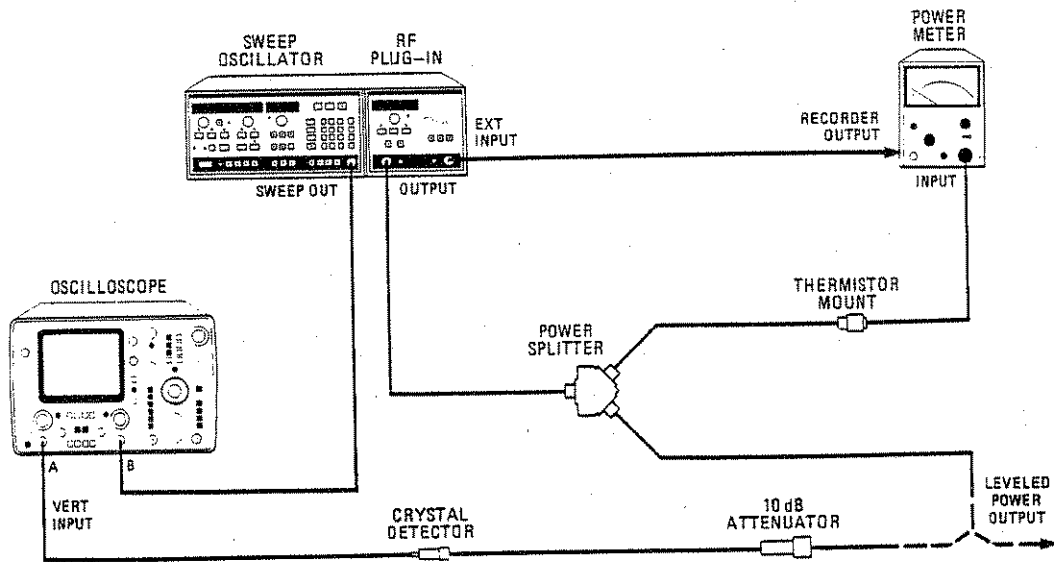 SWEEP
OSCILLATOR
RF
PLUG-IN
POWER
METER
EXT
INPUT
RECORDER
OUTPUT
SWEEP OUT
OUTPUT
INPUT
OSCILLOSCOPE
THERMISTOR
MOUNT
POWER
SPLITTER
A
B
VERT
INPUT
CRYSTAL
DETECTOR
10 dB
ATTENUATOR
LEVELED
POWER
OUTPUT